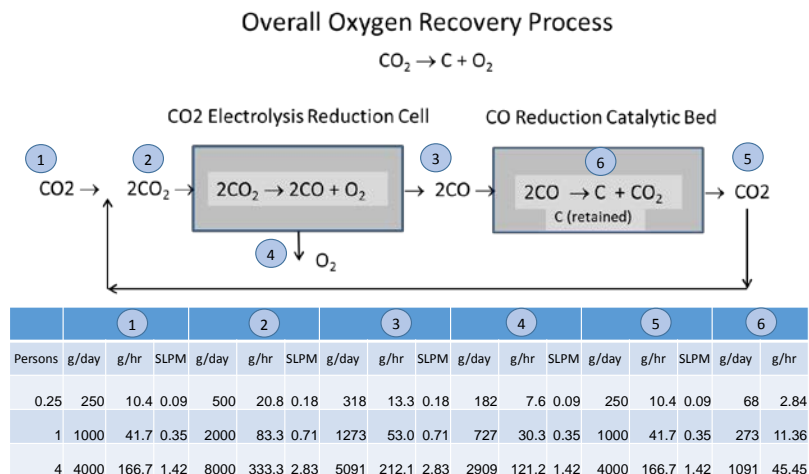 Overall Oxygen Recovery Process
CO₂ → C + O₂
CO2 Electrolysis Reduction Cell CO Reduction Catalytic Bed
1 2 3 6 5
CO2 → 2CO₂ → 2CO₂ → 2CO + O₂ → 2CO → 2CO → C + CO₂ → CO2
C (retained)
4 O₂
1 2 3 4 5 6
Persons g/day g/hr SLPM g/day g/hr SLPM g/day g/hr SLPM g/day g/hr SLPM g/day g/hr SLPM g/day g/hr
0.25 250 10.4 0.09 500 20.8 0.18 318 13.3 0.18 182 7.6 0.09 250 10.4 0.09 68 2.84
1 1000 41.7 0.35 2000 83.3 0.71 1273 53.0 0.71 727 30.3 0.35 1000 41.7 0.35 273 11.36
4 4000 166.7 1.42 8000 333.3 2.83 5091 212.1 2.83 2909 121.2 1.42 4000 166.7 1.42 1091 45.45